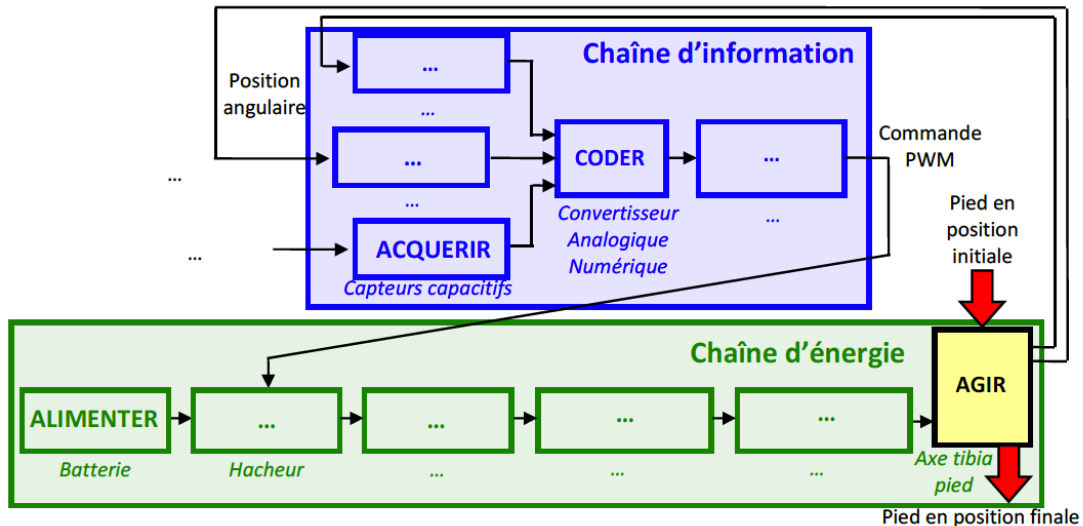 Chaîne d'information
...
Position
angulaire
...
...
CODER
...
Commande
PWM
...
...
Convertisseur
Analogique
Numérique
...
Pied en
position
initiale
...
ACQUERIR
Capteurs capacitifs
Chaîne d'énergie
ALIMENTER
...
...
...
...
AGIR
Batterie
Hacheur
...
...
...
Axe tibia
pied
Pied en position finale